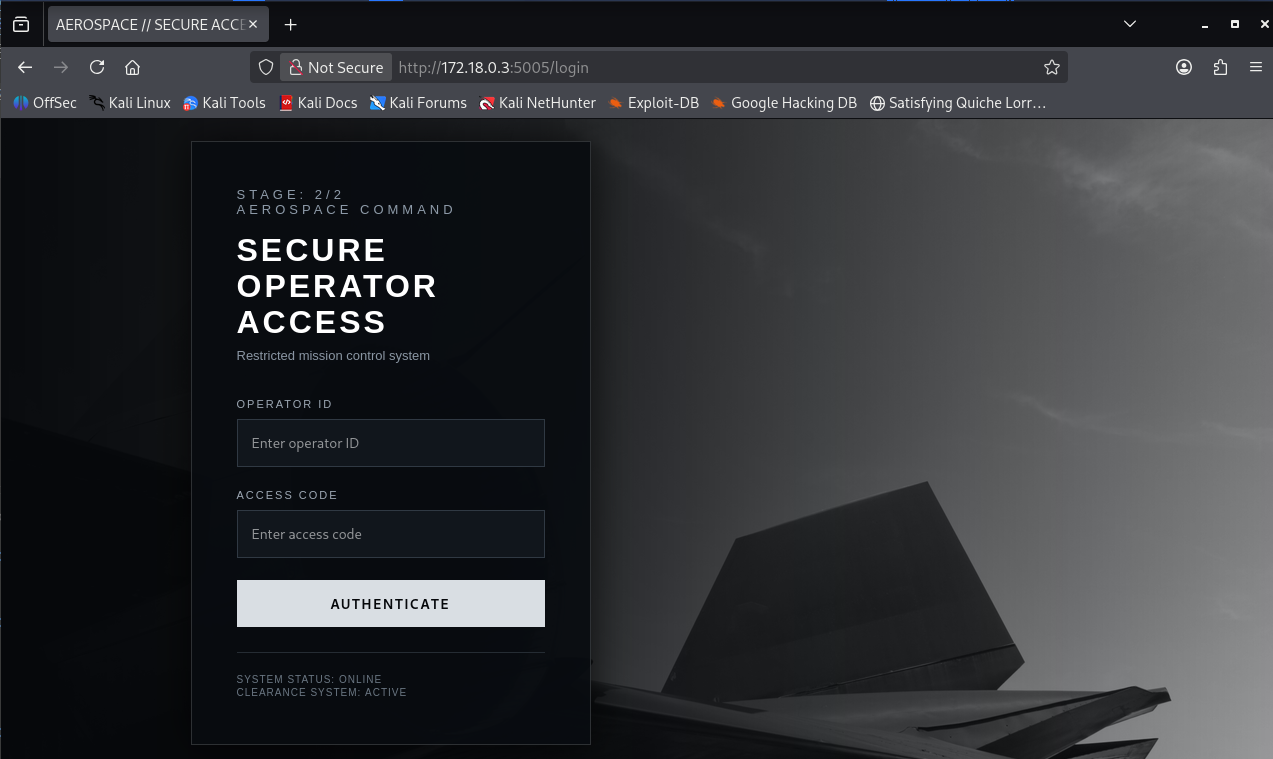 AEROSPACE // SECURE ACCE
Not Secure
http://172.18.0.3:5005/login
OffSec
Kali Linux
Kali Tools
Kali Docs
Kali Forums
Kali NetHunter
Exploit-DB
Google Hacking DB
Satisfying Quiche Lorr…
STAGE: 2/2
AEROSPACE COMMAND
SECURE
OPERATOR
ACCESS
Restricted mission control system
OPERATOR ID
Enter operator ID
ACCESS CODE
Enter access code
AUTHENTICATE
SYSTEM STATUS: ONLINE
CLEARANCE SYSTEM: ACTIVE